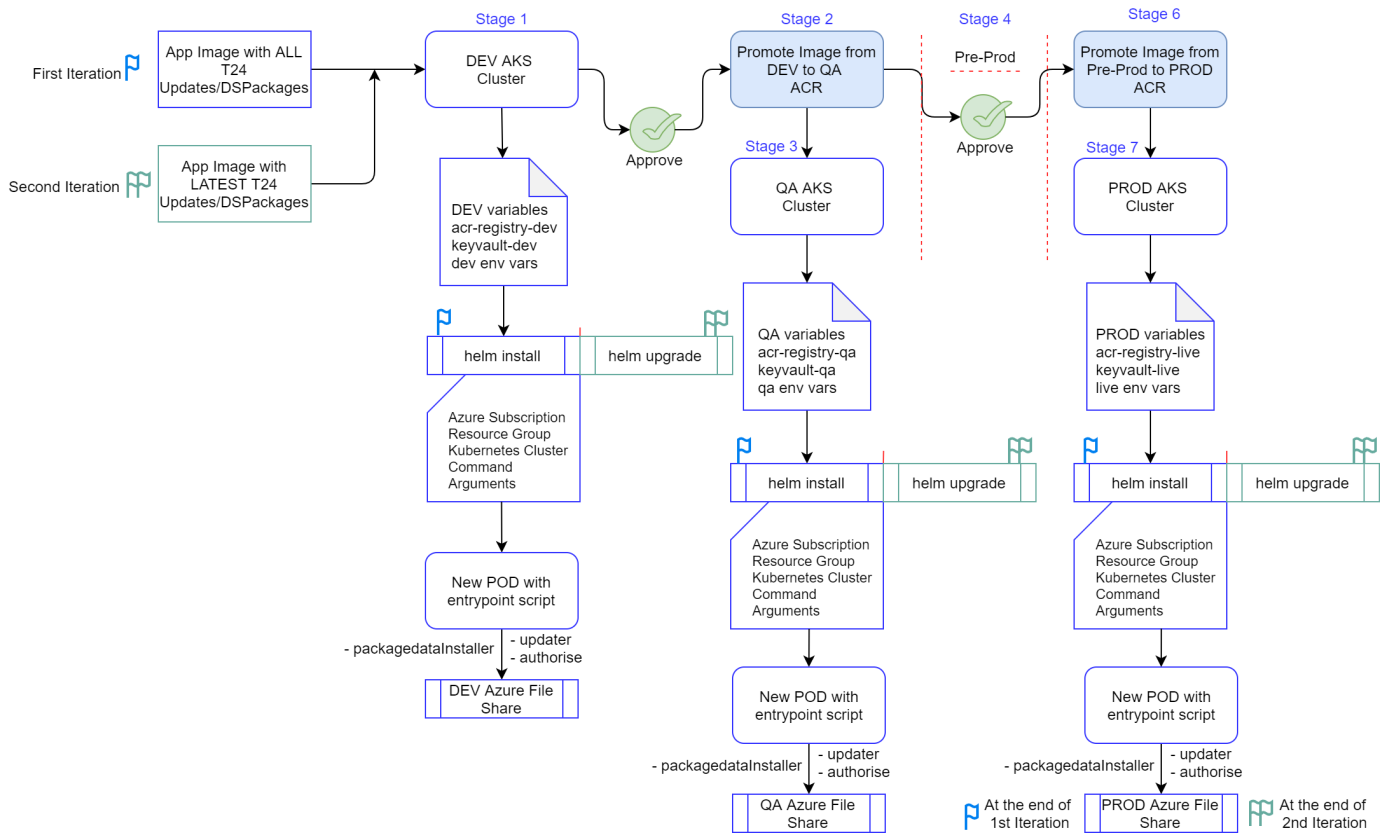 Stage 1
Stage 2
Stage 4
Stage 6
First Iteration
App Image with ALL
T24
Updates/DSPackages
DEV AKS
Cluster
Approve
Promote Image from
DEV to QA
ACR
Pre-Prod
Approve
Promote Image from
Pre-Prod to PROD
ACR
Second Iteration
App Image with
LATEST T24
Updates/DSPackages
Stage 3
QA AKS
Cluster
Stage 7
PROD AKS
Cluster
DEV variables
acr-registry-dev
keyvault-dev
dev env vars
helm install
helm upgrade
Azure Subscription
Resource Group
Kubernetes Cluster
Command
Arguments
New POD with
entrypoint script
- packagedataInstaller
- updater
- authorise
DEV Azure File
Share
QA variables
acr-registry-qa
keyvault-qa
qa env vars
helm install
helm upgrade
Azure Subscription
Resource Group
Kubernetes Cluster
Command
Arguments
New POD with
entrypoint script
- packagedataInstaller
- updater
- authorise
QA Azure File
Share
PROD variables
acr-registry-live
keyvault-live
live env vars
helm install
helm upgrade
Azure Subscription
Resource Group
Kubernetes Cluster
Command
Arguments
New POD with
entrypoint script
- packagedataInstaller
- updater
- authorise
PROD Azure File
Share
At the end of
1st Iteration
At the end of
2nd Iteration